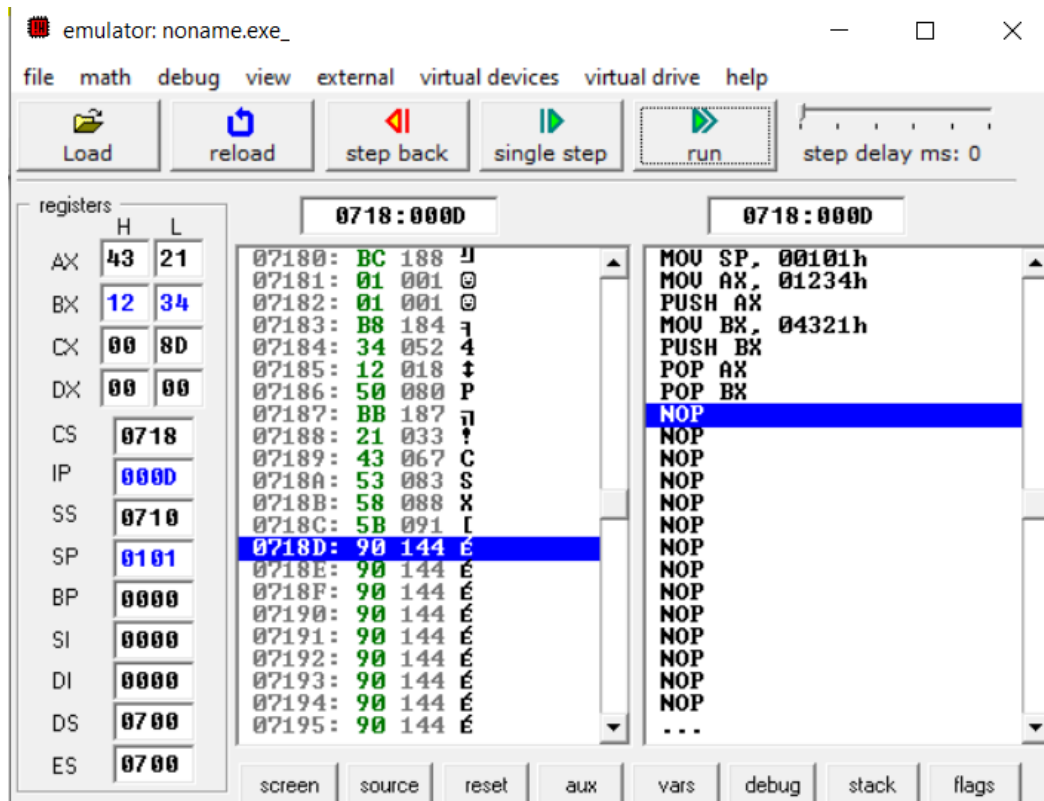 emulator: noname.exe_
file math debug view external virtual devices virtual drive help
Load reload step back single step run step delay ms: 0
registers
H L
AX 43 21
BX 12 34
CX 00 8D
DX 00 00
CS 0718
IP 000D
SS 0710
SP 0101
BP 0000
SI 0000
DI 0000
DS 0700
ES 0700
0718:000D
07180: BC 188 ╝
07181: 01 001 ☺
07182: 01 001 ☺
07183: B8 184 ╕
07184: 34 052 4
07185: 12 018 ↕
07186: 50 080 P
07187: BB 187 ╗
07188: 21 033 !
07189: 43 067 C
0718A: 53 083 S
0718B: 58 088 X
0718C: 5B 091 [
0718D: 90 144 É
0718E: 90 144 É
0718F: 90 144 É
07190: 90 144 É
07191: 90 144 É
07192: 90 144 É
07193: 90 144 É
07194: 90 144 É
07195: 90 144 É
0718:000D
MOV SP, 00101h
MOV AX, 01234h
PUSH AX
MOV BX, 04321h
PUSH BX
POP AX
POP BX
NOP
NOP
NOP
NOP
NOP
NOP
NOP
NOP
NOP
NOP
NOP
NOP
NOP
NOP
...
screen source reset aux vars debug stack flags